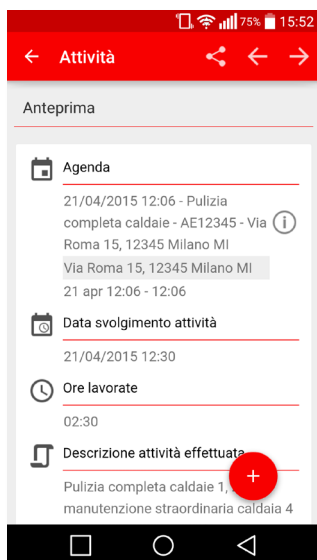 75% 15:52
Attività
Anteprima
Agenda
21/04/2015 12:06 - Pulizia
completa caldaie - AE12345 - Via
Roma 15, 12345 Milano MI
Via Roma 15, 12345 Milano MI
21 apr 12:06 - 12:06
Data svolgimento attività
21/04/2015 12:30
Ore lavorate
02:30
Descrizione attività effettuata
Pulizia completa caldaie 1,
manutenzione straordinaria caldaia 4